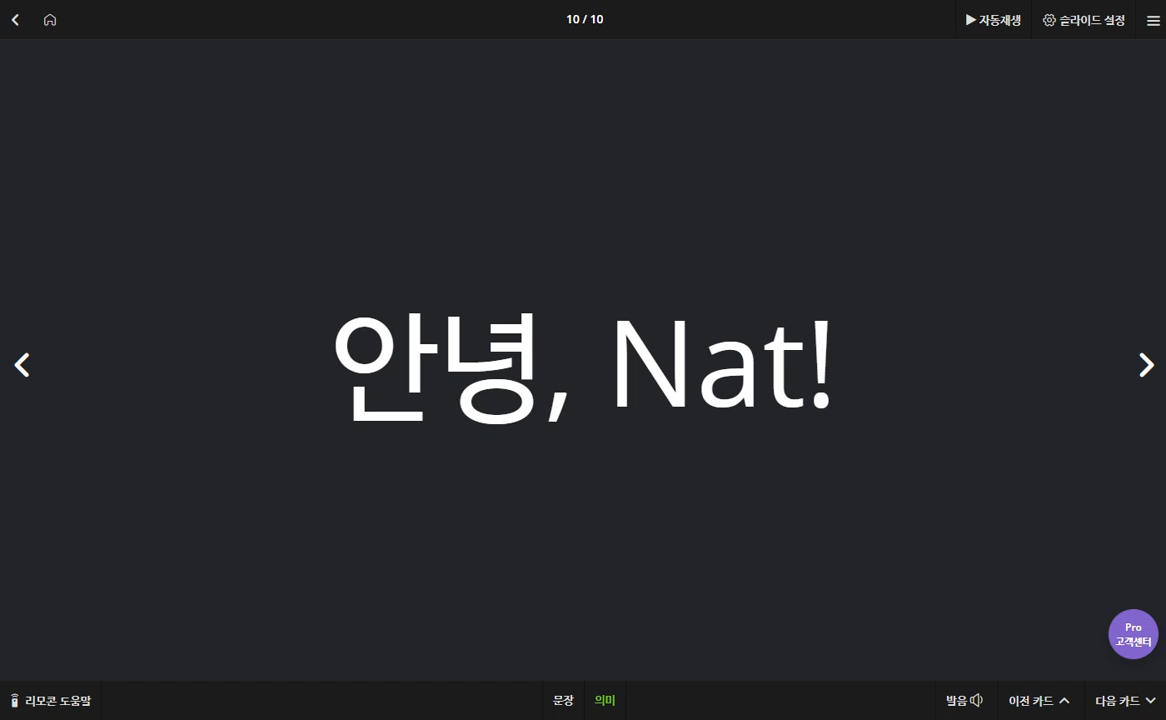 10 / 10
자동재생
슬라이드 설정
안녕, Nat!
Pro
고객센터
리모콘 도움말
문장
의미
발음
이전 카드
다음 카드